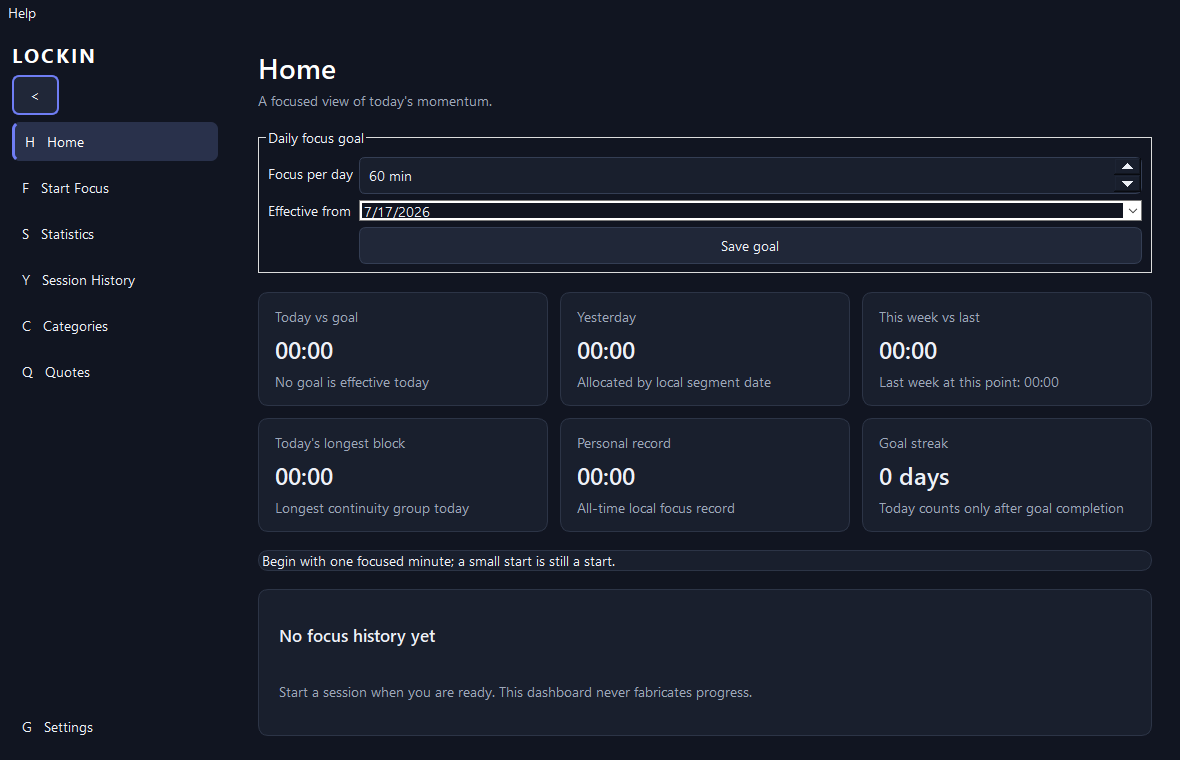 Help
LOCKIN
<
H Home
F Start Focus
S Statistics
Y Session History
C Categories
Q Quotes
G Settings
Home
A focused view of today's momentum.
Daily focus goal
Focus per day 60 min
Effective from 7/17/2026
Save goal
Today vs goal
00:00
No goal is effective today
Yesterday
00:00
Allocated by local segment date
This week vs last
00:00
Last week at this point: 00:00
Today's longest block
00:00
Longest continuity group today
Personal record
00:00
All-time local focus record
Goal streak
0 days
Today counts only after goal completion
Begin with one focused minute; a small start is still a start.
No focus history yet
Start a session when you are ready. This dashboard never fabricates progress.